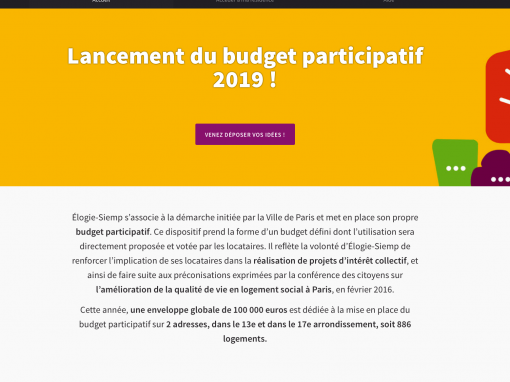 Accueil
Lancement du budget participatif
2019 !
VENEZ DÉPOSER VOS IDÉES !
Élogie-Siemp s'associe à la démarche initiée par la Ville de Paris et met en place son propre
budget participatif. Ce dispositif prend la forme d'un budget défini dont l'utilisation sera
directement proposée et votée par les locataires. Il reflète la volonté d'Élogie-Siemp de
renforcer l'implication de ses locataires dans la réalisation de projets d'intérêt collectif, et
ainsi de faire suite aux préconisations exprimées par la conférence des citoyens sur
l'amélioration de la qualité de vie en logement social à Paris, en février 2016.
Cette année, une enveloppe globale de 100 000 euros est dédiée à la mise en place du
budget participatif sur 2 adresses, dans le 13e et dans le 17e arrondissement, soit 886
logements.